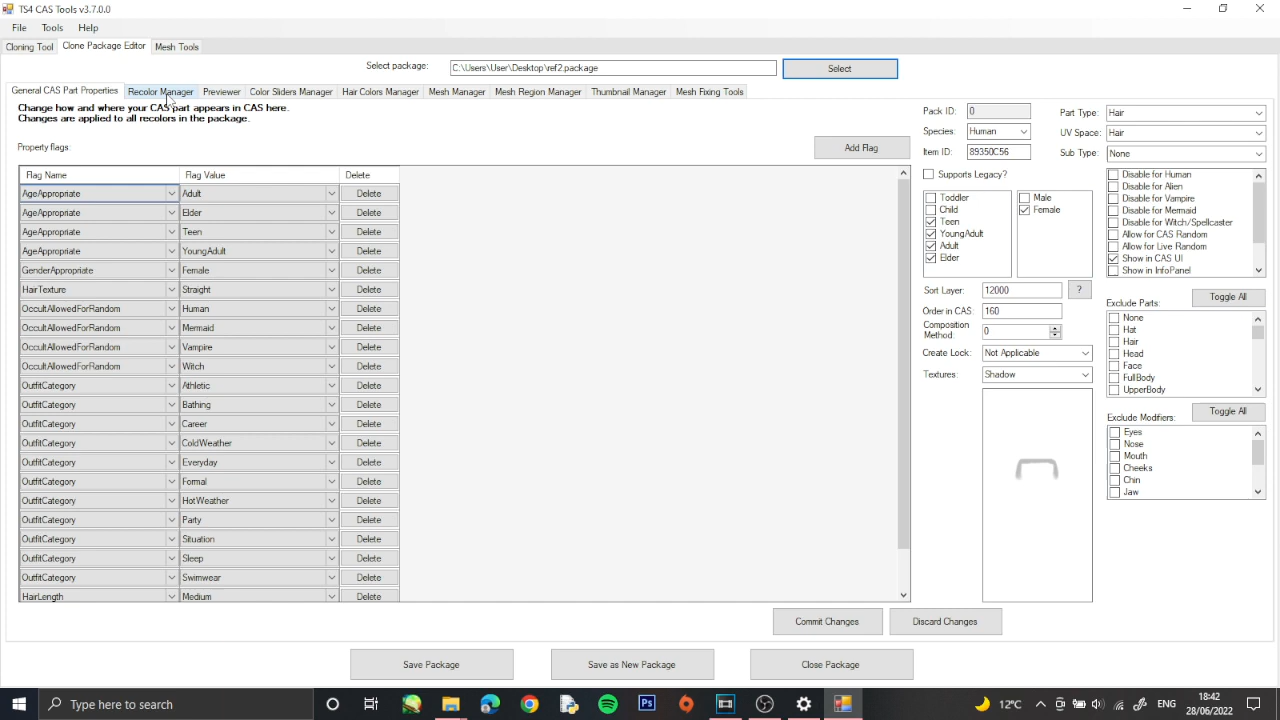 TS4 CAS Tools v3.7.0.0
File Tools Help
Cloning Tool Clone Package Editor Mesh Tools
Select package: C:\Users\User\Desktop\ref2.package Select
General CAS Part Properties Recolor Manager Previewer Color Sliders Manager Hair Colors Manager Mesh Manager Mesh Region Manager Thumbnail Manager Mesh Fixing Tools
Change how and where your CAS part appears in CAS here.
Changes are applied to all recolors in the package.
Property flags: Add Flag
Flag Name Flag Value Delete
AgeAppropriate Adult Delete
AgeAppropriate Elder Delete
AgeAppropriate Teen Delete
AgeAppropriate YoungAdult Delete
GenderAppropriate Female Delete
HairTexture Straight Delete
OccultAllowedForRandom Human Delete
OccultAllowedForRandom Mermaid Delete
OccultAllowedForRandom Vampire Delete
OccultAllowedForRandom Witch Delete
OutfitCategory Athletic Delete
OutfitCategory Bathing Delete
OutfitCategory Career Delete
OutfitCategory ColdWeather Delete
OutfitCategory Everyday Delete
OutfitCategory Formal Delete
OutfitCategory HotWeather Delete
OutfitCategory Party Delete
OutfitCategory Situation Delete
OutfitCategory Sleep Delete
OutfitCategory Swimwear Delete
HairLength Medium Delete
Pack ID: 0
Species: Human
Item ID: 89350C56
Supports Legacy?
Toddler
Child
Teen
YoungAdult
Adult
Elder
Male
Female
Sort Layer: 12000 ?
Order in CAS: 160
Composition
Method: 0
Create Lock: Not Applicable
Textures: Shadow
Part Type: Hair
UV Space: Hair
Sub Type: None
Disable for Human
Disable for Alien
Disable for Vampire
Disable for Mermaid
Disable for Witch/Spellcaster
Allow for CAS Random
Allow for Live Random
Show in CAS UI
Show in InfoPanel
Exclude Parts: Toggle All
None
Hat
Hair
Head
Face
FullBody
UpperBody
Exclude Modifiers: Toggle All
Eyes
Nose
Mouth
Cheeks
Chin
Jaw
Commit Changes Discard Changes
Save Package Save as New Package Close Package
Type here to search
Ps
12°C
ENG
18:42
28/06/2022